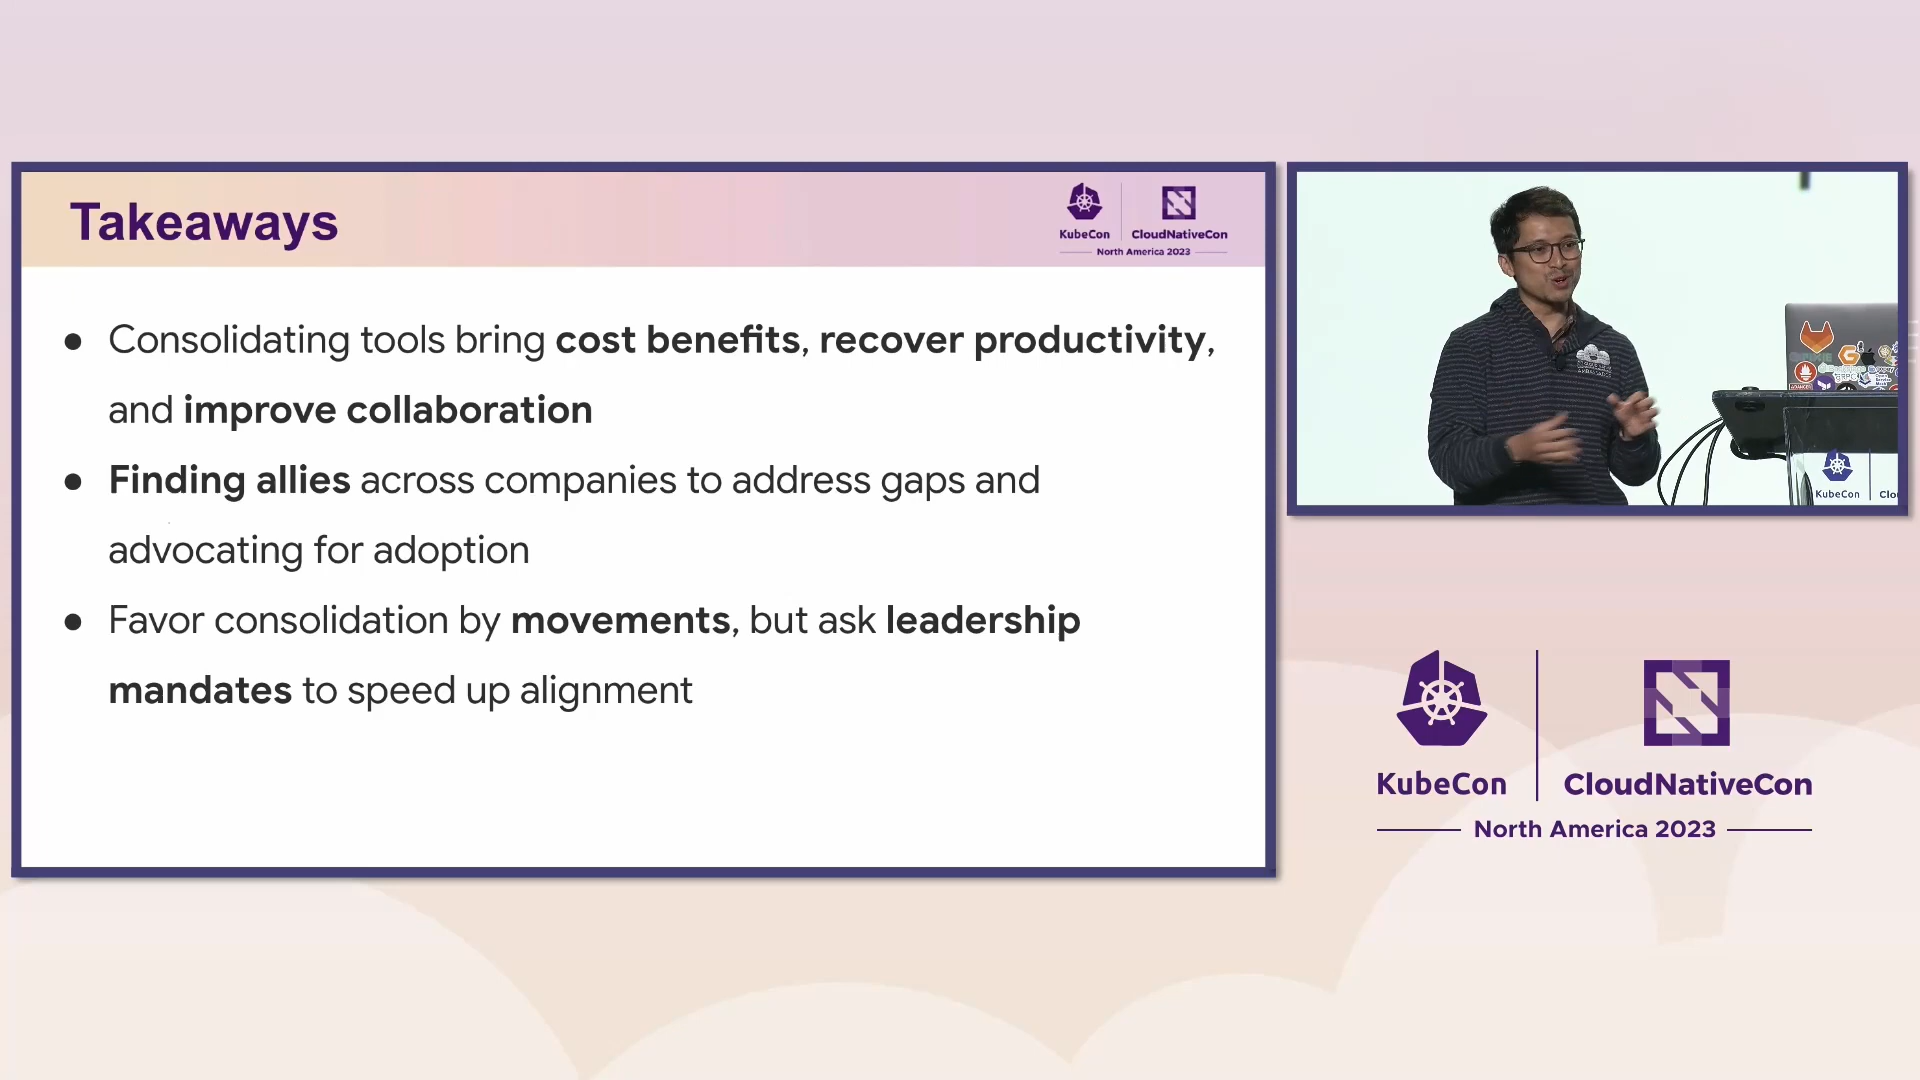 Takeaways
KubeCon
CloudNativeCon
North America 2023
● Consolidating tools bring cost benefits, recover productivity,
and improve collaboration
● Finding allies across companies to address gaps and
advocating for adoption
● Favor consolidation by movements, but ask leadership
mandates to speed up alignment
KubeCon
Clo
KubeCon
CloudNativeCon
North America 2023